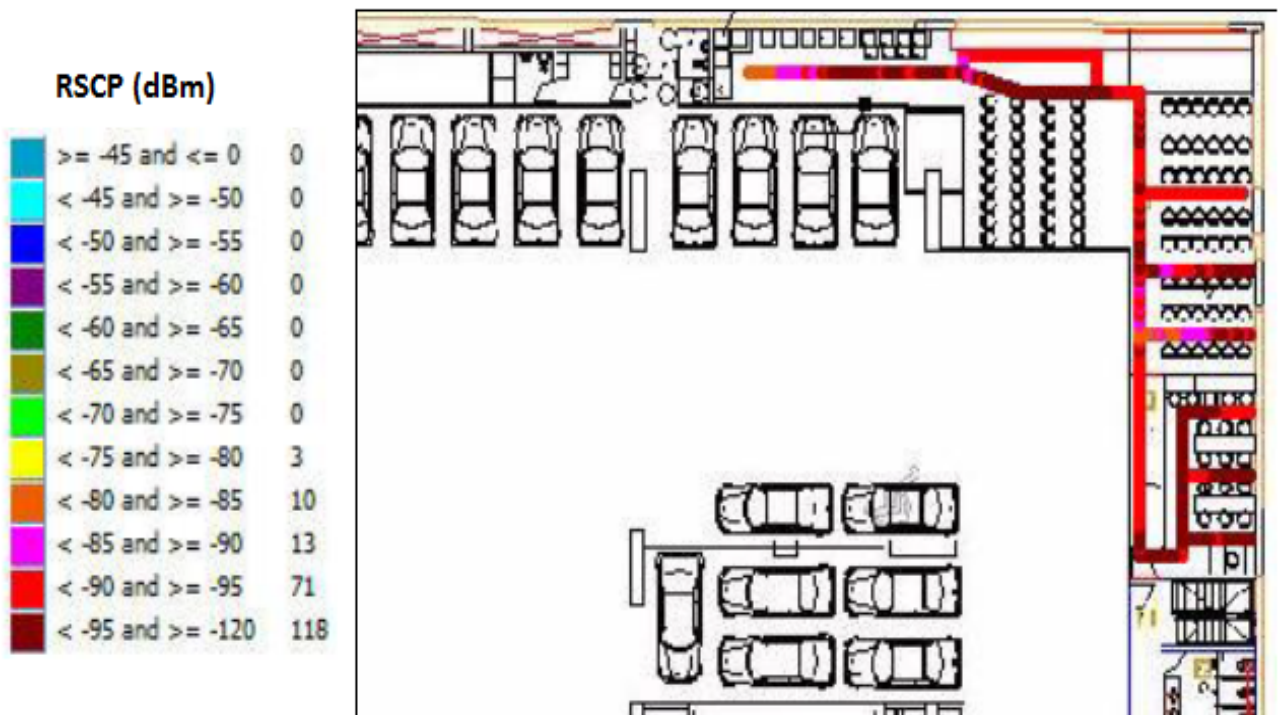 RSCP (dBm)
>= -45 and <= 0 0
< -45 and >= -50 0
< -50 and >= -55 0
< -55 and >= -60 0
< -60 and >= -65 0
< -65 and >= -70 0
< -70 and >= -75 0
< -75 and >= -80 3
< -80 and >= -85 10
< -85 and >= -90 13
< -90 and >= -95 71
< -95 and >= -120 118